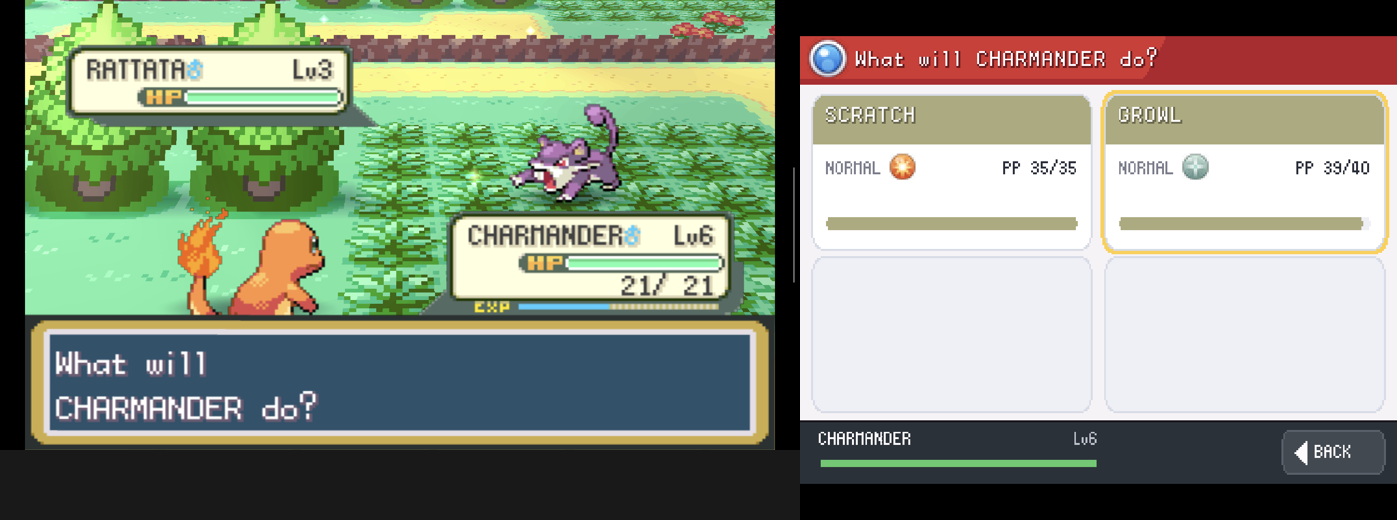 RATTATA♂ Lv3
HP
CHARMANDER♂ Lv6
HP
21/ 21
EXP
What will
CHARMANDER do?
What will CHARMANDER do?
SCRATCH
NORMAL PP 35/35
GROWL
NORMAL PP 39/40
CHARMANDER Lv6
BACK